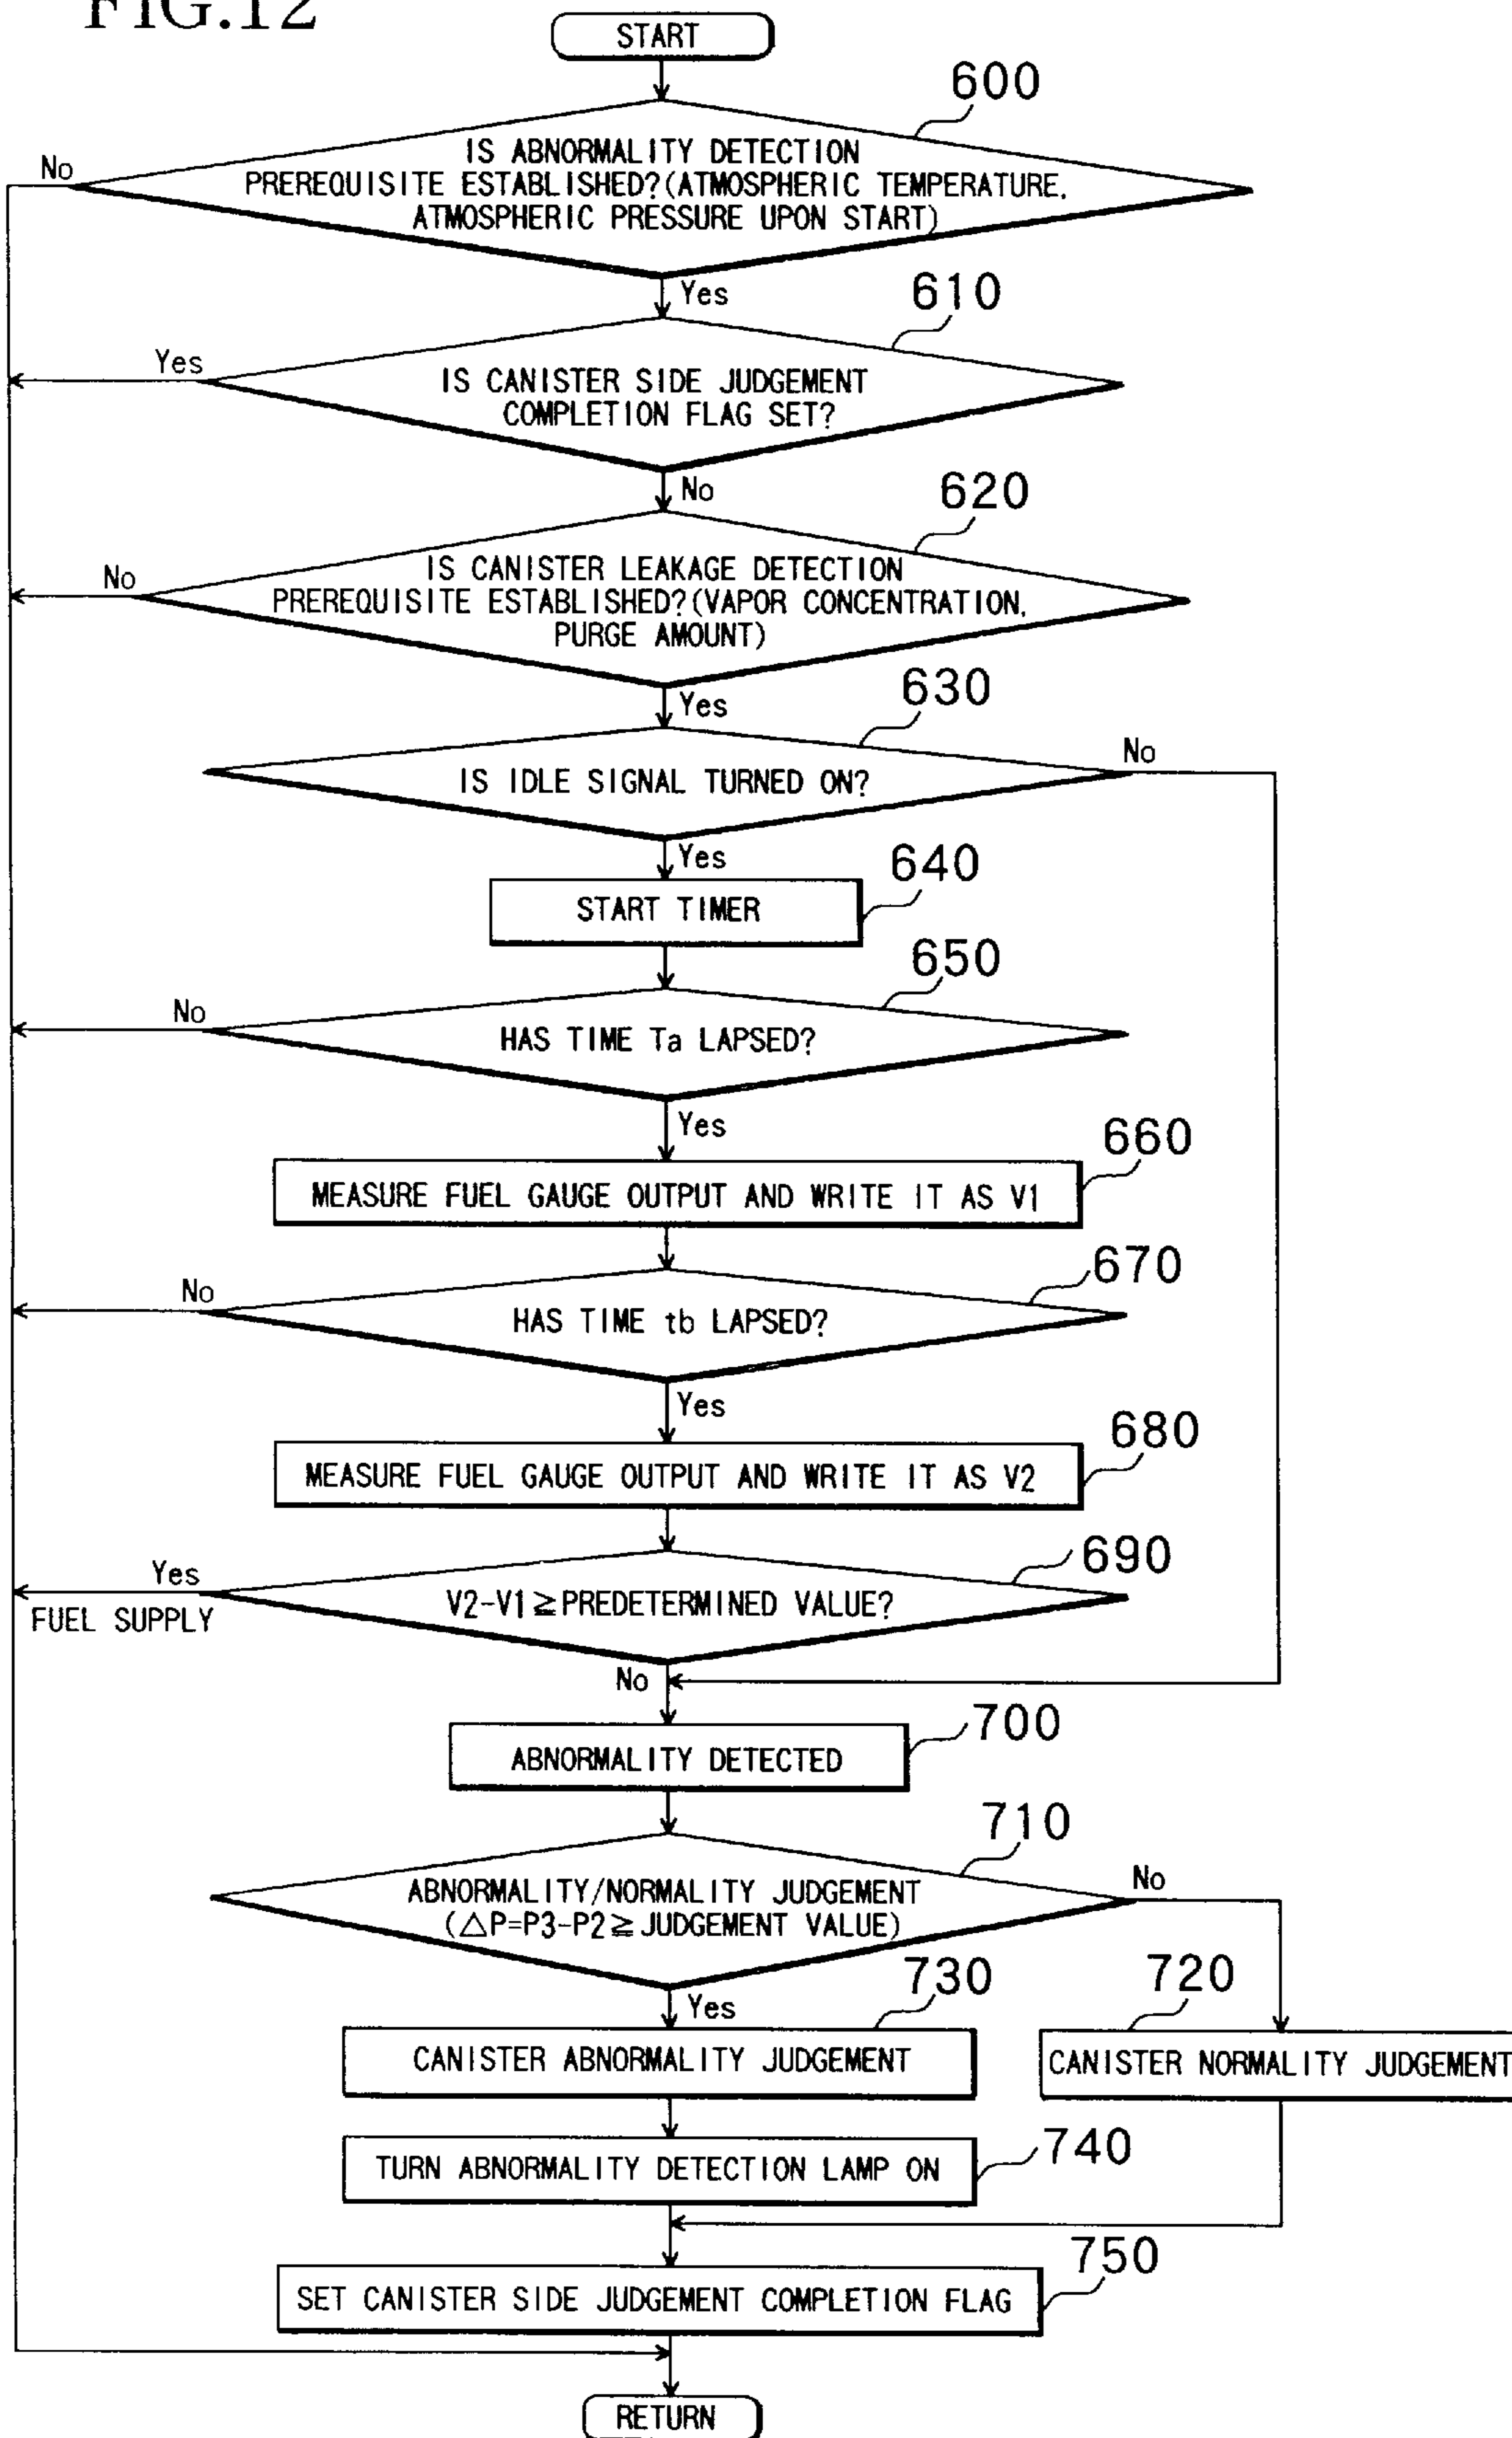 FIG.12
START
600
IS ABNORMALITY DETECTION
PREREQUISITE ESTABLISHED?(ATMOSPHERIC TEMPERATURE,
ATMOSPHERIC PRESSURE UPON START)
No
Yes
610
IS CANISTER SIDE JUDGEMENT
COMPLETION FLAG SET?
Yes
No
620
IS CANISTER LEAKAGE DETECTION
PREREQUISITE ESTABLISHED?(VAPOR CONCENTRATION,
PURGE AMOUNT)
No
Yes
630
IS IDLE SIGNAL TURNED ON?
No
Yes
640
START TIMER
650
HAS TIME Ta LAPSED?
No
Yes
660
MEASURE FUEL GAUGE OUTPUT AND WRITE IT AS V1
670
HAS TIME tb LAPSED?
No
Yes
680
MEASURE FUEL GAUGE OUTPUT AND WRITE IT AS V2
690
V2-V1≧PREDETERMINED VALUE?
Yes
FUEL SUPPLY
No
700
ABNORMALITY DETECTED
710
ABNORMALITY/NORMALITY JUDGEMENT
(△P=P3-P2≧JUDGEMENT VALUE)
No
Yes
730
CANISTER ABNORMALITY JUDGEMENT
720
CANISTER NORMALITY JUDGEMENT
740
TURN ABNORMALITY DETECTION LAMP ON
750
SET CANISTER SIDE JUDGEMENT COMPLETION FLAG
RETURN